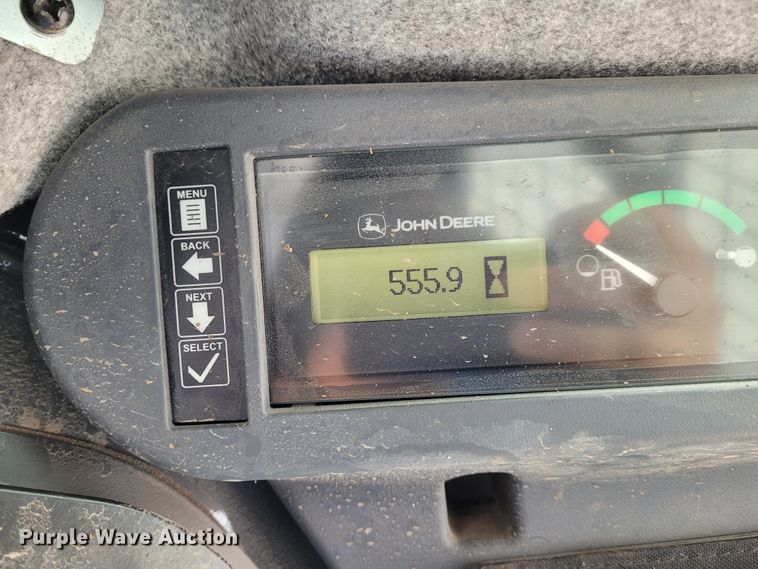 MENU
BACK
NEXT
SELECT
JOHN DEERE
555.9
Purple Wave Auction